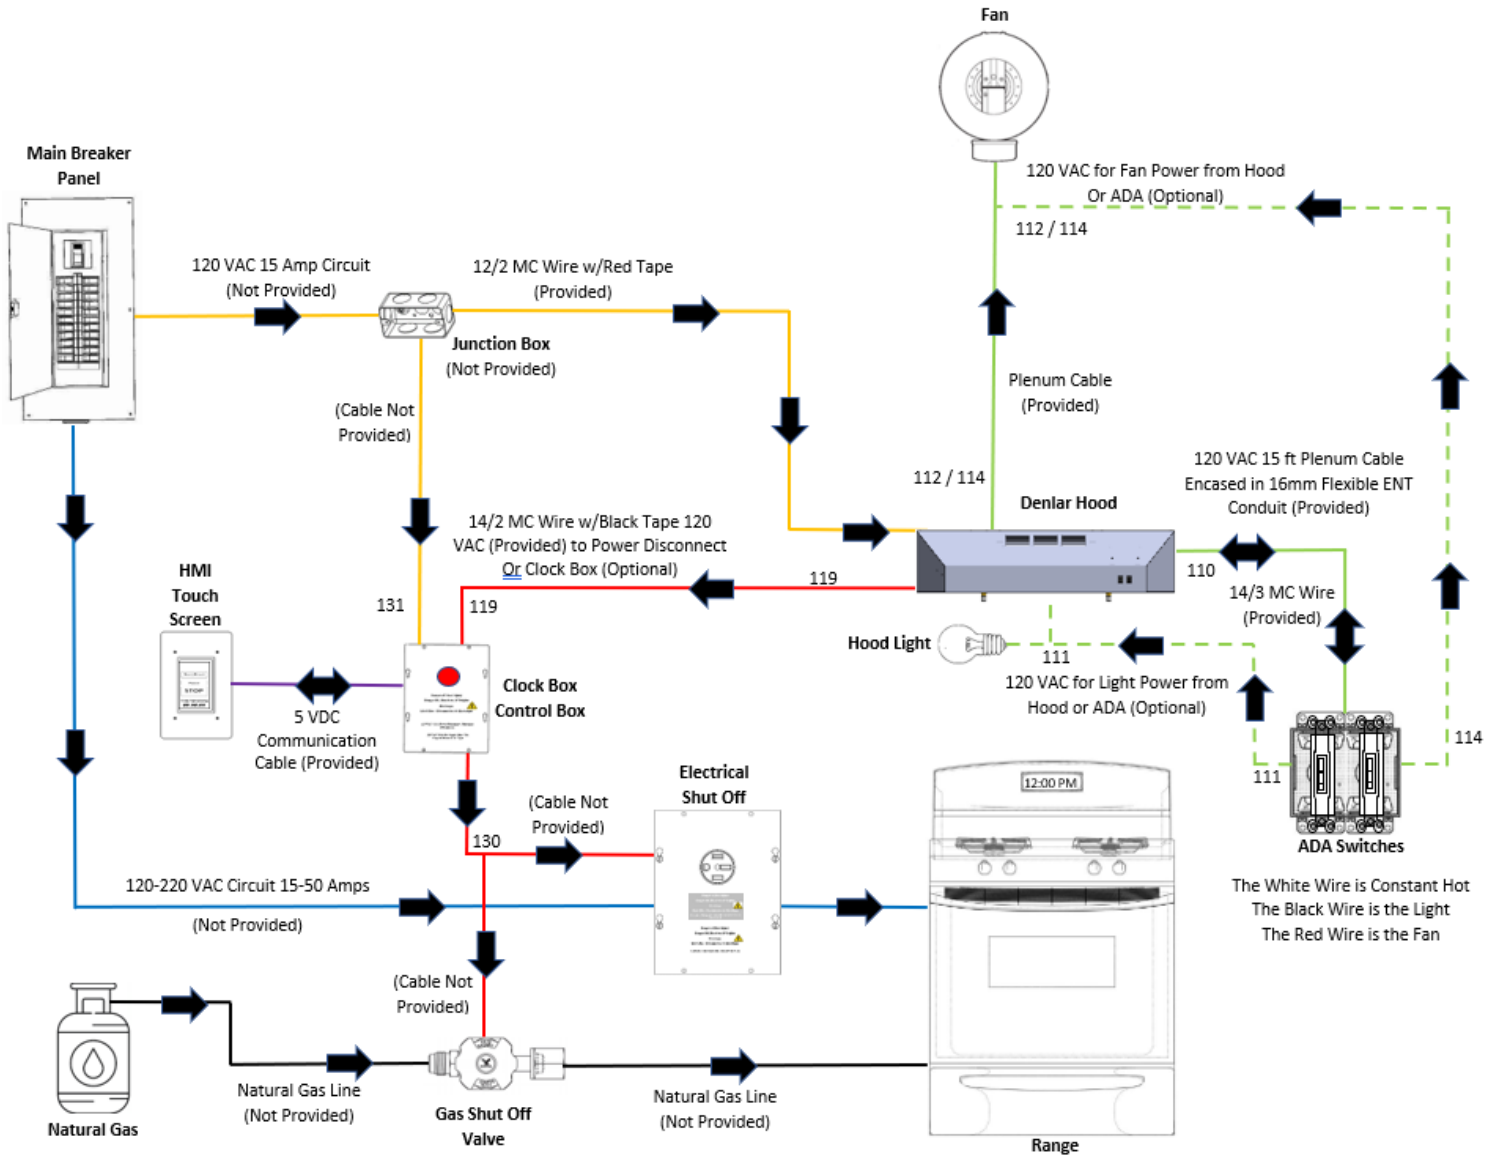 Fan
120 VAC for Fan Power from Hood
Or ADA (Optional)
112 / 114
Main Breaker
Panel
120 VAC 15 Amp Circuit
(Not Provided)
12/2 MC Wire w/Red Tape
(Provided)
Junction Box
(Not Provided)
(Cable Not
Provided)
Plenum Cable
(Provided)
112 / 114
Denlar Hood
120 VAC 15 ft Plenum Cable
Encased in 16mm Flexible ENT
Conduit (Provided)
14/2 MC Wire w/Black Tape 120
VAC (Provided) to Power Disconnect
Or Clock Box (Optional)
119
110
14/3 MC Wire
(Provided)
HMI
Touch
Screen
131
119
STOP
Hood Light
111
120 VAC for Light Power from
Hood or ADA (Optional)
Clock Box
Control Box
5 VDC
Communication
Cable (Provided)
114
111
Electrical
Shut Off
(Cable Not
Provided)
130
12:00 PM
ADA Switches
The White Wire is Constant Hot
The Black Wire is the Light
The Red Wire is the Fan
120-220 VAC Circuit 15-50 Amps
(Not Provided)
(Cable Not
Provided)
Natural Gas Line
(Not Provided)
Natural Gas Line
(Not Provided)
Gas Shut Off
Valve
Natural Gas
Range